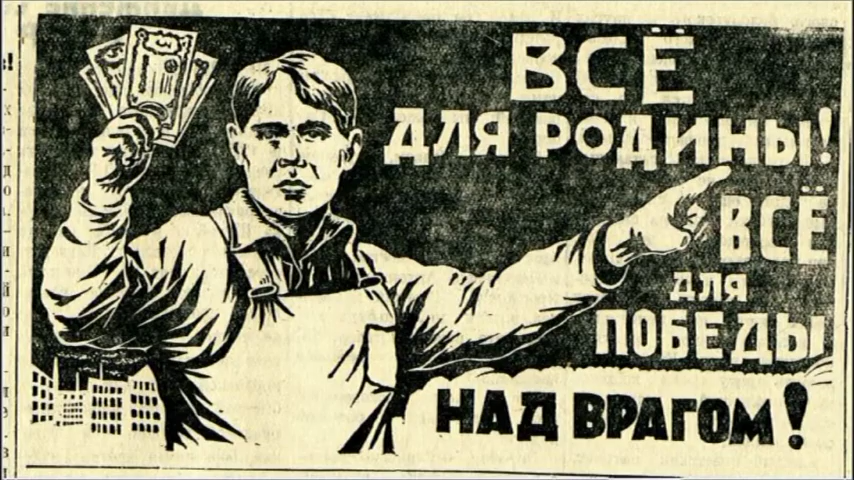 ВСЁ
ДЛЯ РОДИНЫ!
ВСЁ
ДЛЯ
ПОБЕДЫ
НАД ВРАГОМ!